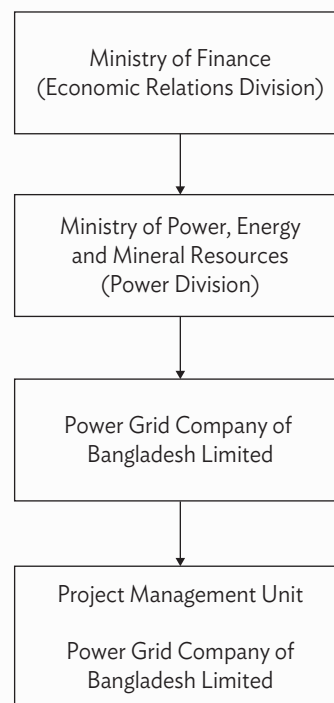 Ministry of Finance
(Economic Relations Division)
Ministry of Power, Energy
and Mineral Resources
(Power Division)
Power Grid Company of
Bangladesh Limited
Project Management Unit
Power Grid Company of
Bangladesh Limited